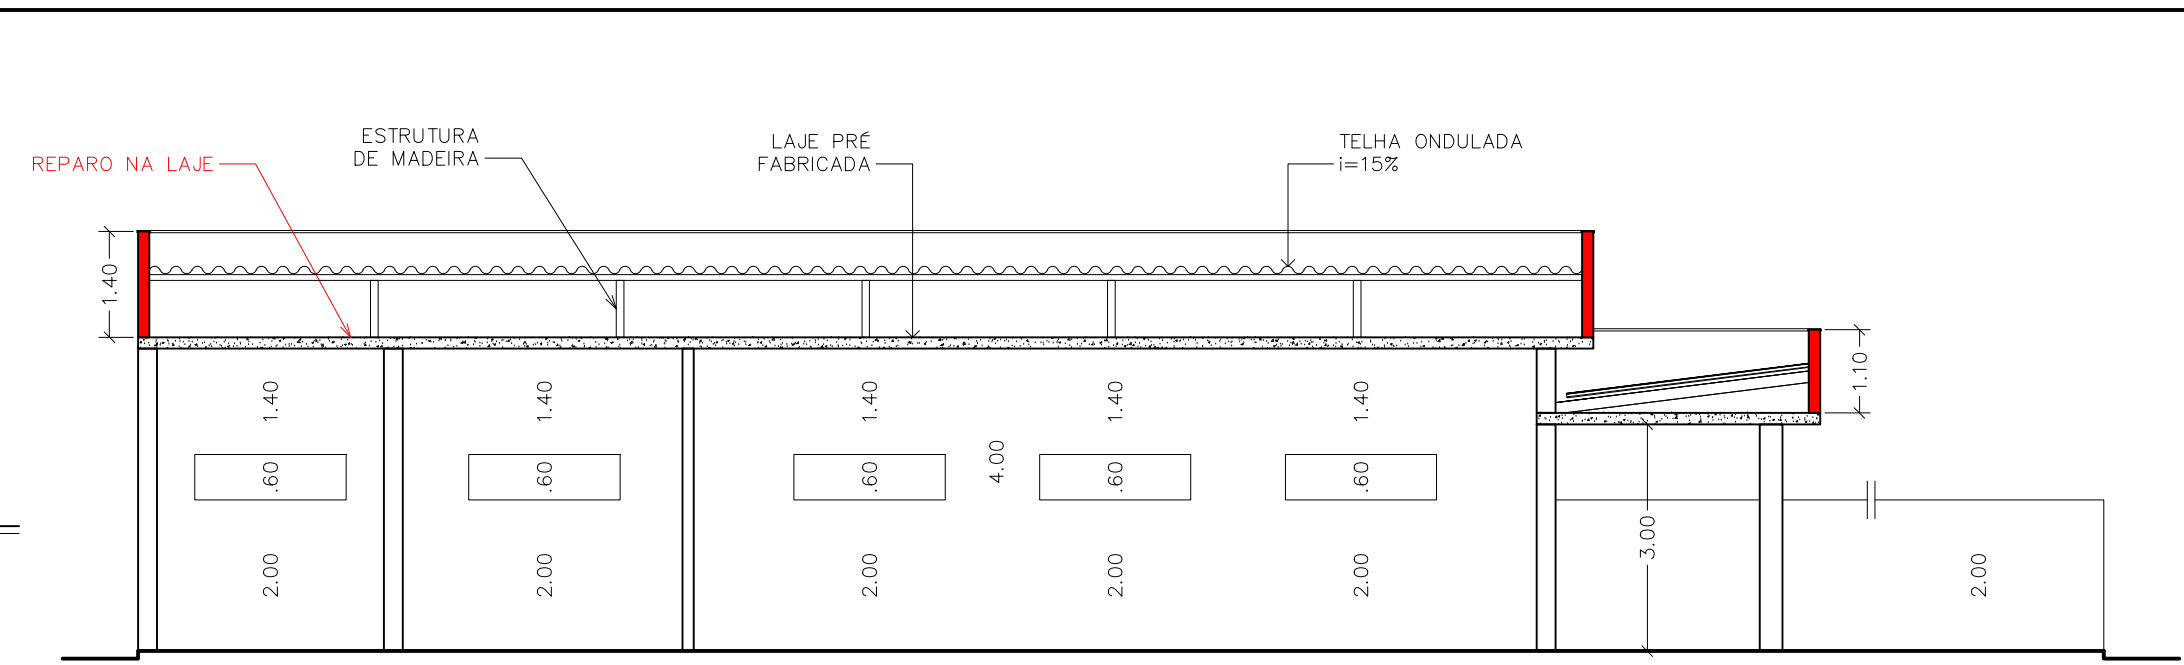 ESTRUTURA
DE MADEIRA
REPARO NA LAJE
LAJE PRÉ
FABRICADA
TELHA ONDULADA
i=15%
1.40
1.10
1.40
1.40
1.40
1.40
1.40
4.00
.60
.60
.60
.60
.60
3.00
2.00
2.00
2.00
2.00
2.00
2.00